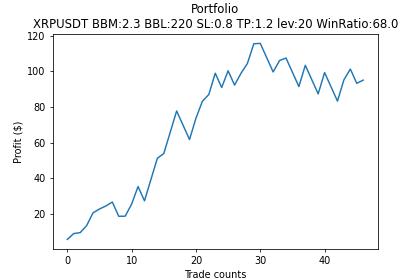 Portfolio
XRPUSDT BBM:2.3 BBL:220 SL:0.8 TP:1.2 lev:20 WinRatio:68.0
120
100
80
60
40
20
Profit ($)
0 10 20 30 40
Trade counts